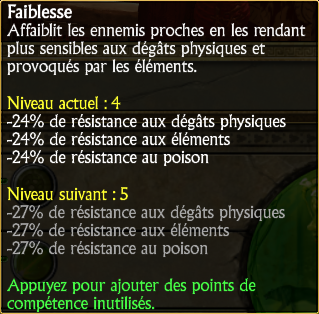 Faiblesse
Affaiblit les ennemis proches en les rendant
plus sensibles aux dégâts physiques et
provoqués par les éléments.
Niveau actuel : 4
-24% de résistance aux dégâts physiques
-24% de résistance aux éléments
-24% de résistance au poison
Niveau suivant : 5
-27% de résistance aux dégâts physiques
-27% de résistance aux éléments
-27% de résistance au poison
Appuyez pour ajouter des points de
compétence inutilisés.